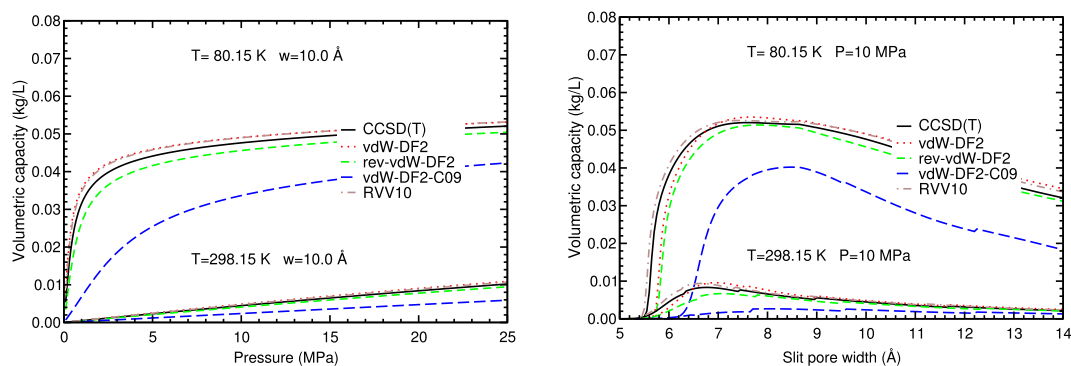 0.08
0.07
0.06
0.05
0.04
0.03
0.02
0.01
0.00
Volumetric capacity (kg/L)
T= 80.15 K w=10.0 Å
CCSD(T)
vdW-DF2
rev-vdW-DF2
vdW-DF2-C09
RVV10
T=298.15 K w=10.0 Å
0 5 10 15 20 25
Pressure (MPa)
0.08
0.07
0.06
0.05
0.04
0.03
0.02
0.01
0.00
Volumetric capacity (kg/L)
T= 80.15 K P=10 MPa
CCSD(T)
vdW-DF2
rev-vdW-DF2
vdW-DF2-C09
RVV10
T=298.15 K P=10 MPa
5 6 7 8 9 10 11 12 13 14
Slit pore width (Å)